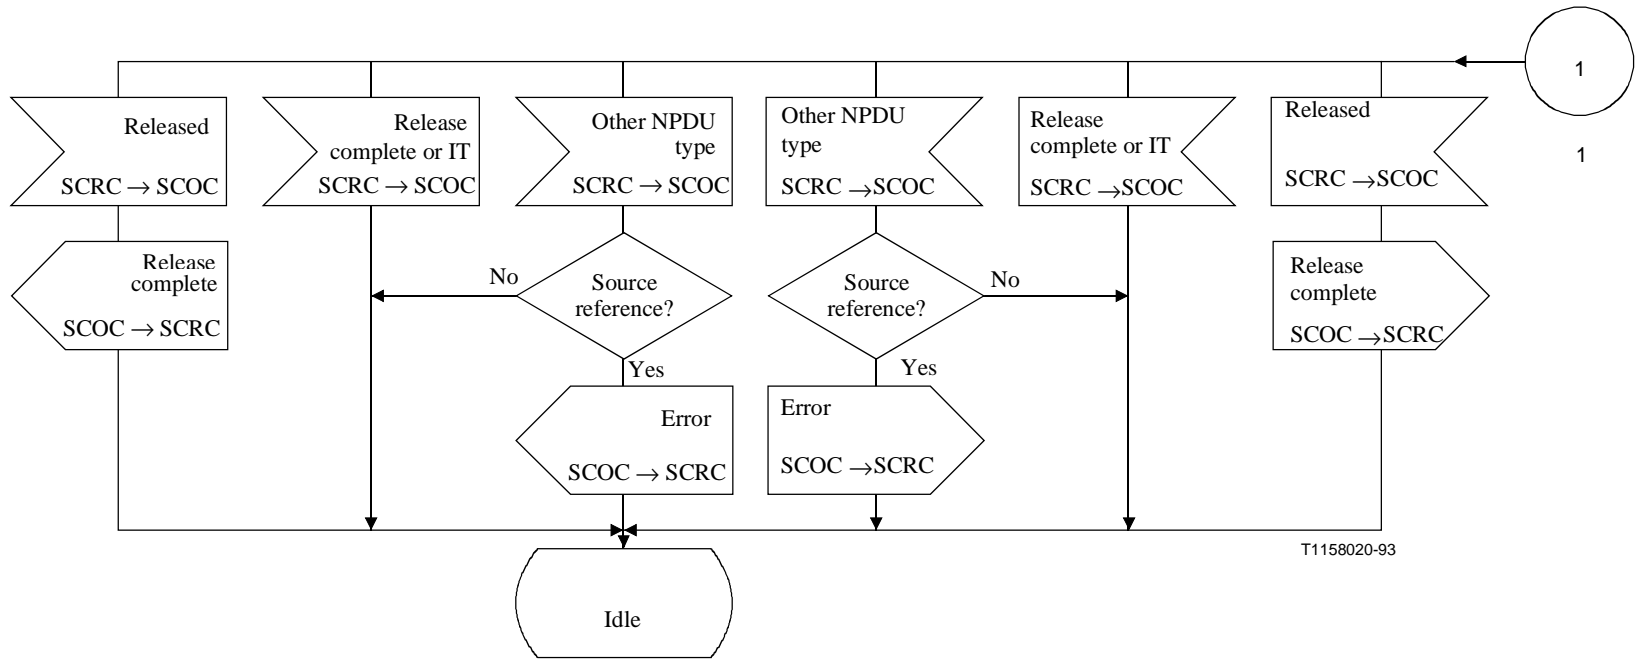 1
1
Released
SCRC → SCOC
Release
complete or IT
SCRC → SCOC
Other NPDU
type
SCRC → SCOC
Other NPDU
type
SCRC →SCOC
Release
complete or IT
SCRC →SCOC
Released
SCRC →SCOC
Release
complete
SCOC → SCRC
No
Source
reference?
Yes
Source
reference?
No
Yes
Release
complete
SCOC →SCRC
Error
SCOC → SCRC
Error
SCOC →SCRC
T1158020-93
Idle